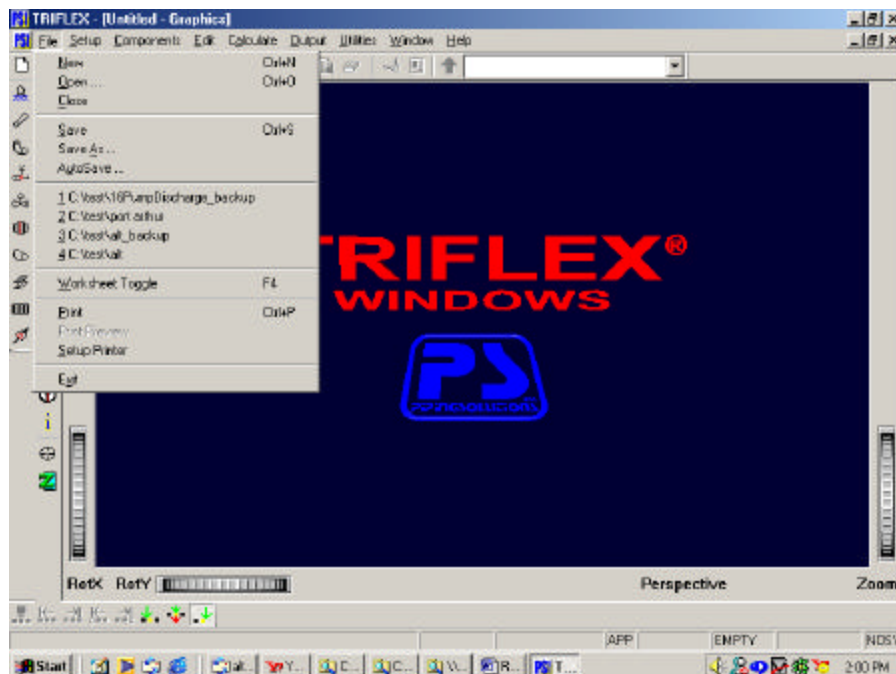 TRIFLEX - [Untitled - Graphics]
File Setup Components Edit Calculate Output Utilities Window Help
New Ctrl+N
Open... Ctrl+O
Close
Save Ctrl+S
Save As...
AutoSave...
1 C:\test\16PumpDischarge_backup
2 C:\test\port arthur
3 C:\test\alt_backup
4 C:\test\alt
Worksheet Toggle F4
Print Ctrl+P
Print Preview
Setup Printer
Exit
TRIFLEX®
WINDOWS
PS
PIPINGSOLUTIONS
RotX RotY Perspective Zoom
APP EMPTY
Start alt... Y... C... C... \\... R... T... 2:00 PM